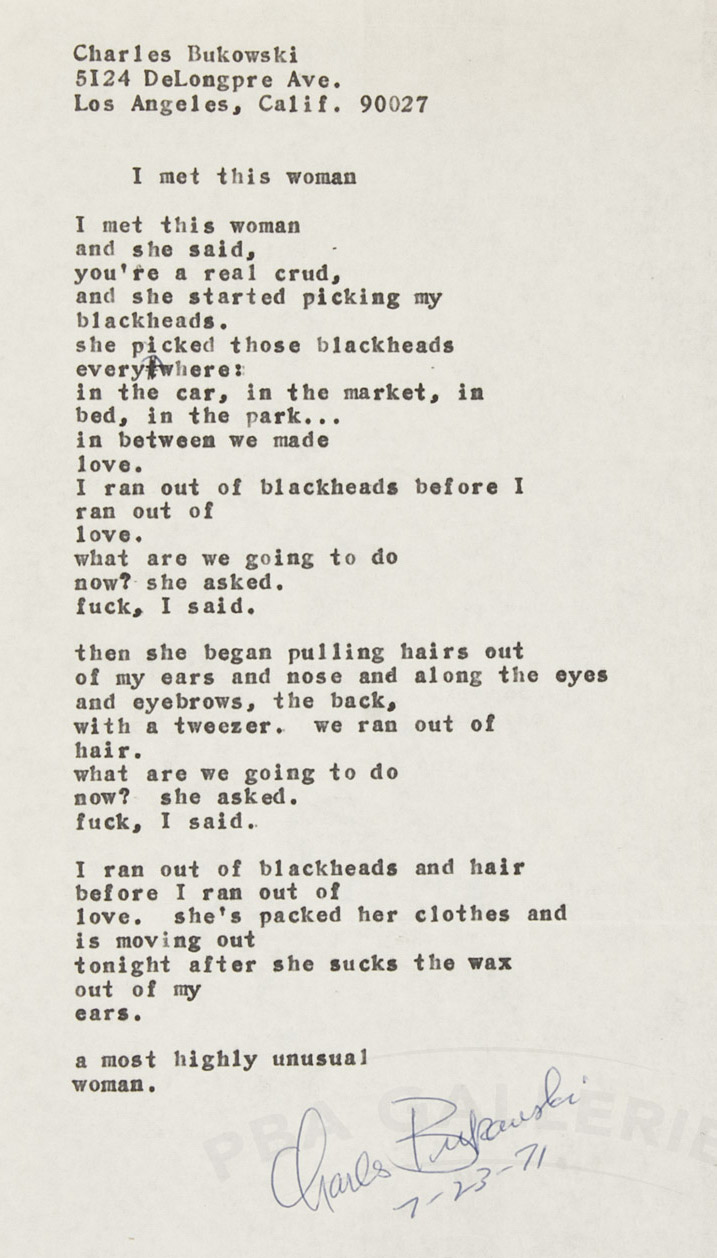 Charles Bukowski
5I24 DeLongpre Ave.
Los Angeles, Calif. 90027
I met this woman
I met this woman
and she said,
you're a real crud,
and she started picking my
blackheads.
she picked those blackheads
everywhere:
in the car, in the market, in
bed, in the park...
in between we made
love.
I ran out of blackheads before I
ran out of
love.
what are we going to do
now? she asked.
fuck, I said.
then she began pulling hairs out
of my ears and nose and along the eyes
and eyebrows, the back,
with a tweezer.  we ran out of
hair.
what are we going to do
now?  she asked.
fuck, I said.
I ran out of blackheads and hair
before I ran out of
love.  she's packed her clothes and
is moving out
tonight after she sucks the wax
out of my
ears.
a most highly unusual
woman.
PBA GALLERIE
Charles Bukowski
7-23-71